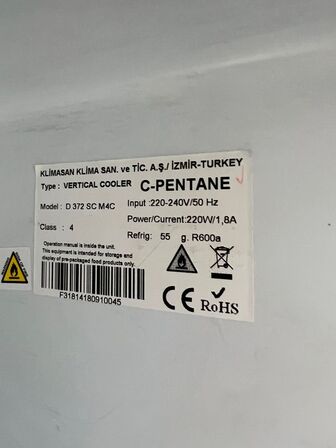 KLİMASAN KLİMA SAN. ve TİC. A.Ş./ İZMİR-TURKEY
Type : VERTICAL COOLER C-PENTANE
Model : D 372 SC M4C Input :220-240V/50 Hz
Power/Current:220W/1,8A
Class : 4 Refrig: 55 g. R600a
Operation manual is inside the unit.
This equipment is intended for storage and
display of pre-packaged food products only.
F31814180910045
CE RoHS